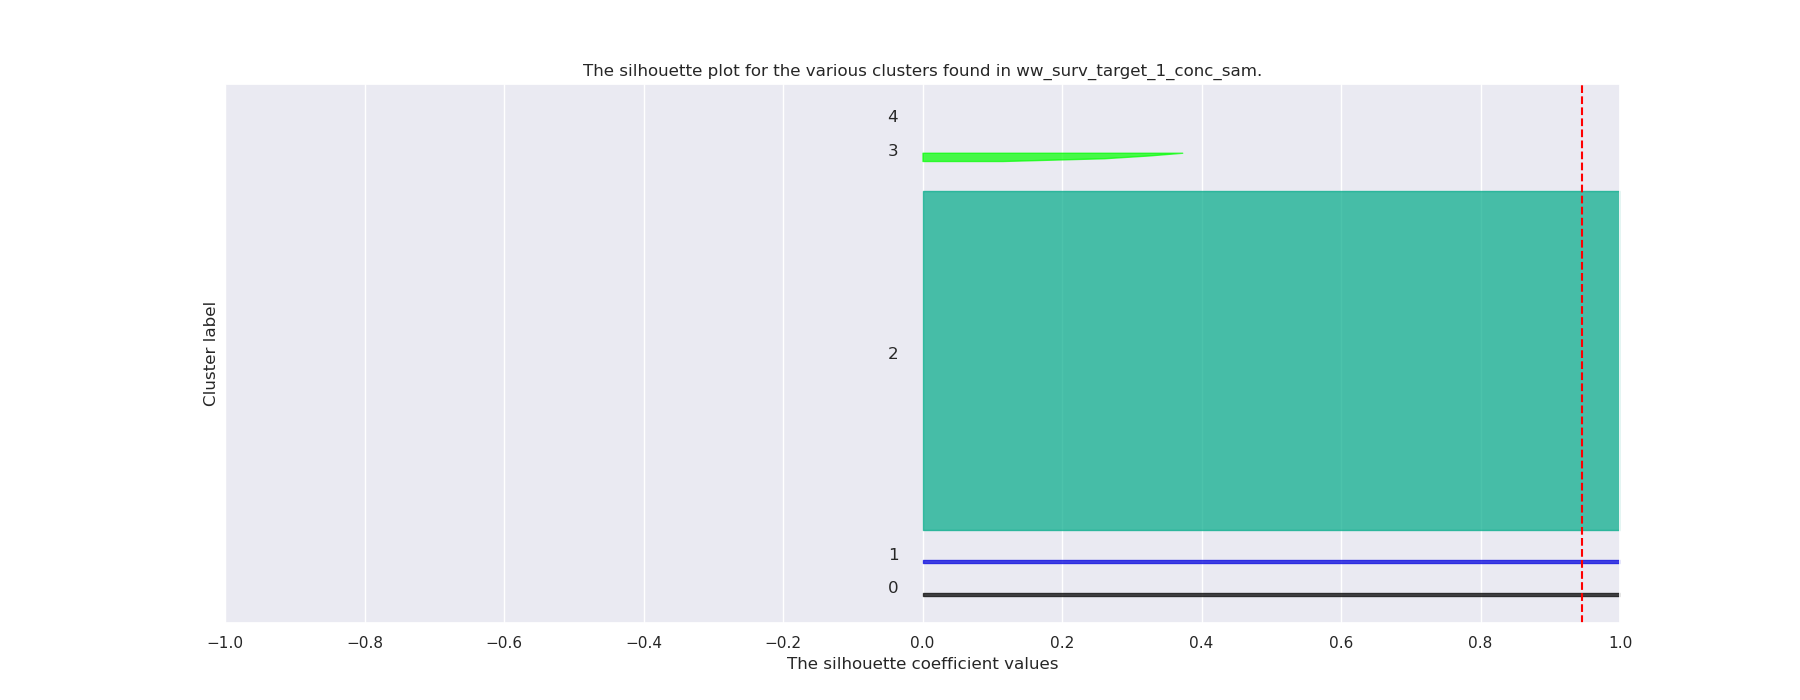 The silhouette plot for the various clusters found in ww_surv_target_1_conc_sam.
4
3
2
1
0
Cluster label
−1.0 −0.8 −0.6 −0.4 −0.2 0.0 0.2 0.4 0.6 0.8 1.0
The silhouette coefficient values